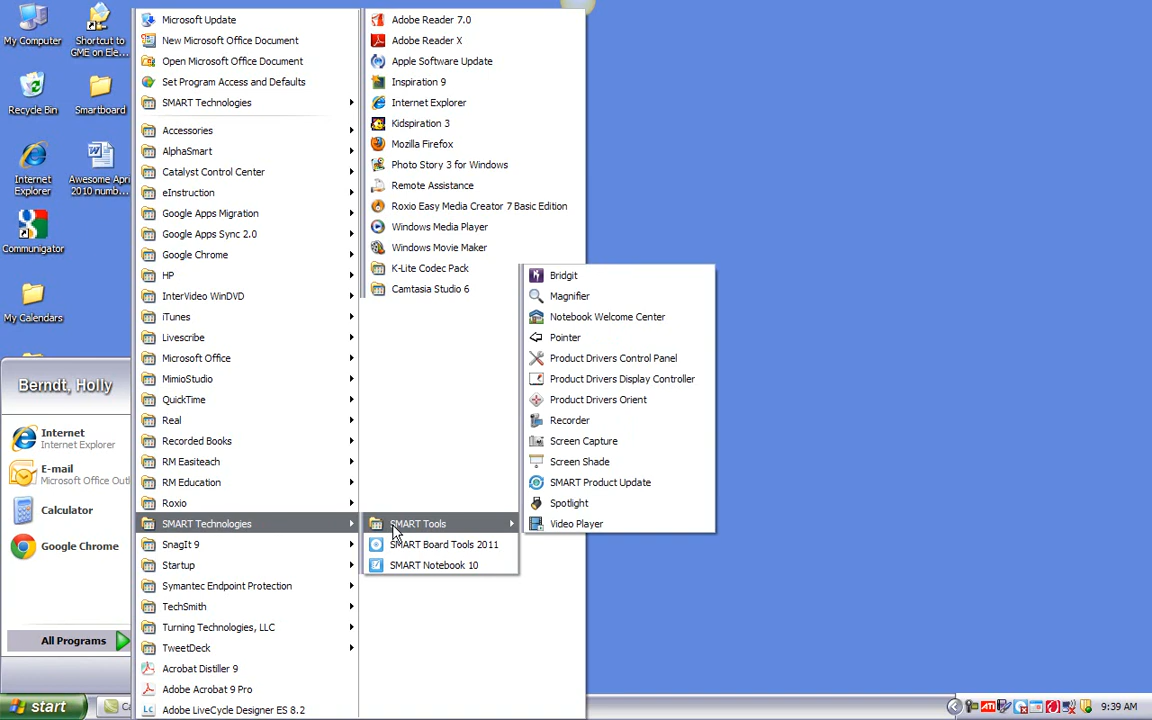 My Computer
Shortcut to
GME on Ele...
Recycle Bin
Smartboard
Internet
Explorer
Awesome Apri
2010 numb...
Communigator
My Calendars
Berndt, Holly
Internet
Internet Explorer
E-mail
Microsoft Office Outl
Calculator
Google Chrome
All Programs
start
Microsoft Update
New Microsoft Office Document
Open Microsoft Office Document
Set Program Access and Defaults
SMART Technologies
Accessories
AlphaSmart
Catalyst Control Center
eInstruction
Google Apps Migration
Google Apps Sync 2.0
Google Chrome
HP
InterVideo WinDVD
iTunes
Livescribe
Microsoft Office
MimioStudio
QuickTime
Real
Recorded Books
RM Easiteach
RM Education
Roxio
SMART Technologies
SnagIt 9
Startup
Symantec Endpoint Protection
TechSmith
Turning Technologies, LLC
TweetDeck
Acrobat Distiller 9
Adobe Acrobat 9 Pro
Adobe LiveCycle Designer ES 8.2
Adobe Reader 7.0
Adobe Reader X
Apple Software Update
Inspiration 9
Internet Explorer
Kidspiration 3
Mozilla Firefox
Photo Story 3 for Windows
Remote Assistance
Roxio Easy Media Creator 7 Basic Edition
Windows Media Player
Windows Movie Maker
K-Lite Codec Pack
Camtasia Studio 6
SMART Tools
SMART Board Tools 2011
SMART Notebook 10
Bridgit
Magnifier
Notebook Welcome Center
Pointer
Product Drivers Control Panel
Product Drivers Display Controller
Product Drivers Orient
Recorder
Screen Capture
Screen Shade
SMART Product Update
Spotlight
Video Player
ATI
9:39 AM